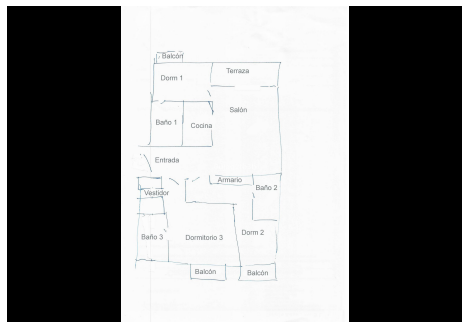 Balcón
Dorm 1
Terraza
Salón
Baño 1
Cocina
Entrada
Armario
Baño 2
Vestidor
Baño 3
Dormitorio 3
Dorm 2
Balcón
Balcón